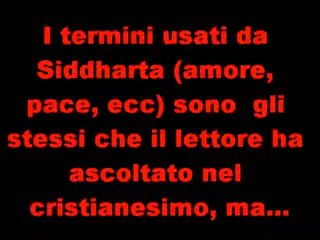 I termini usati da
Siddharta (amore,
pace, ecc) sono gli
stessi che il lettore ha
ascoltato nel
cristianesimo, ma...